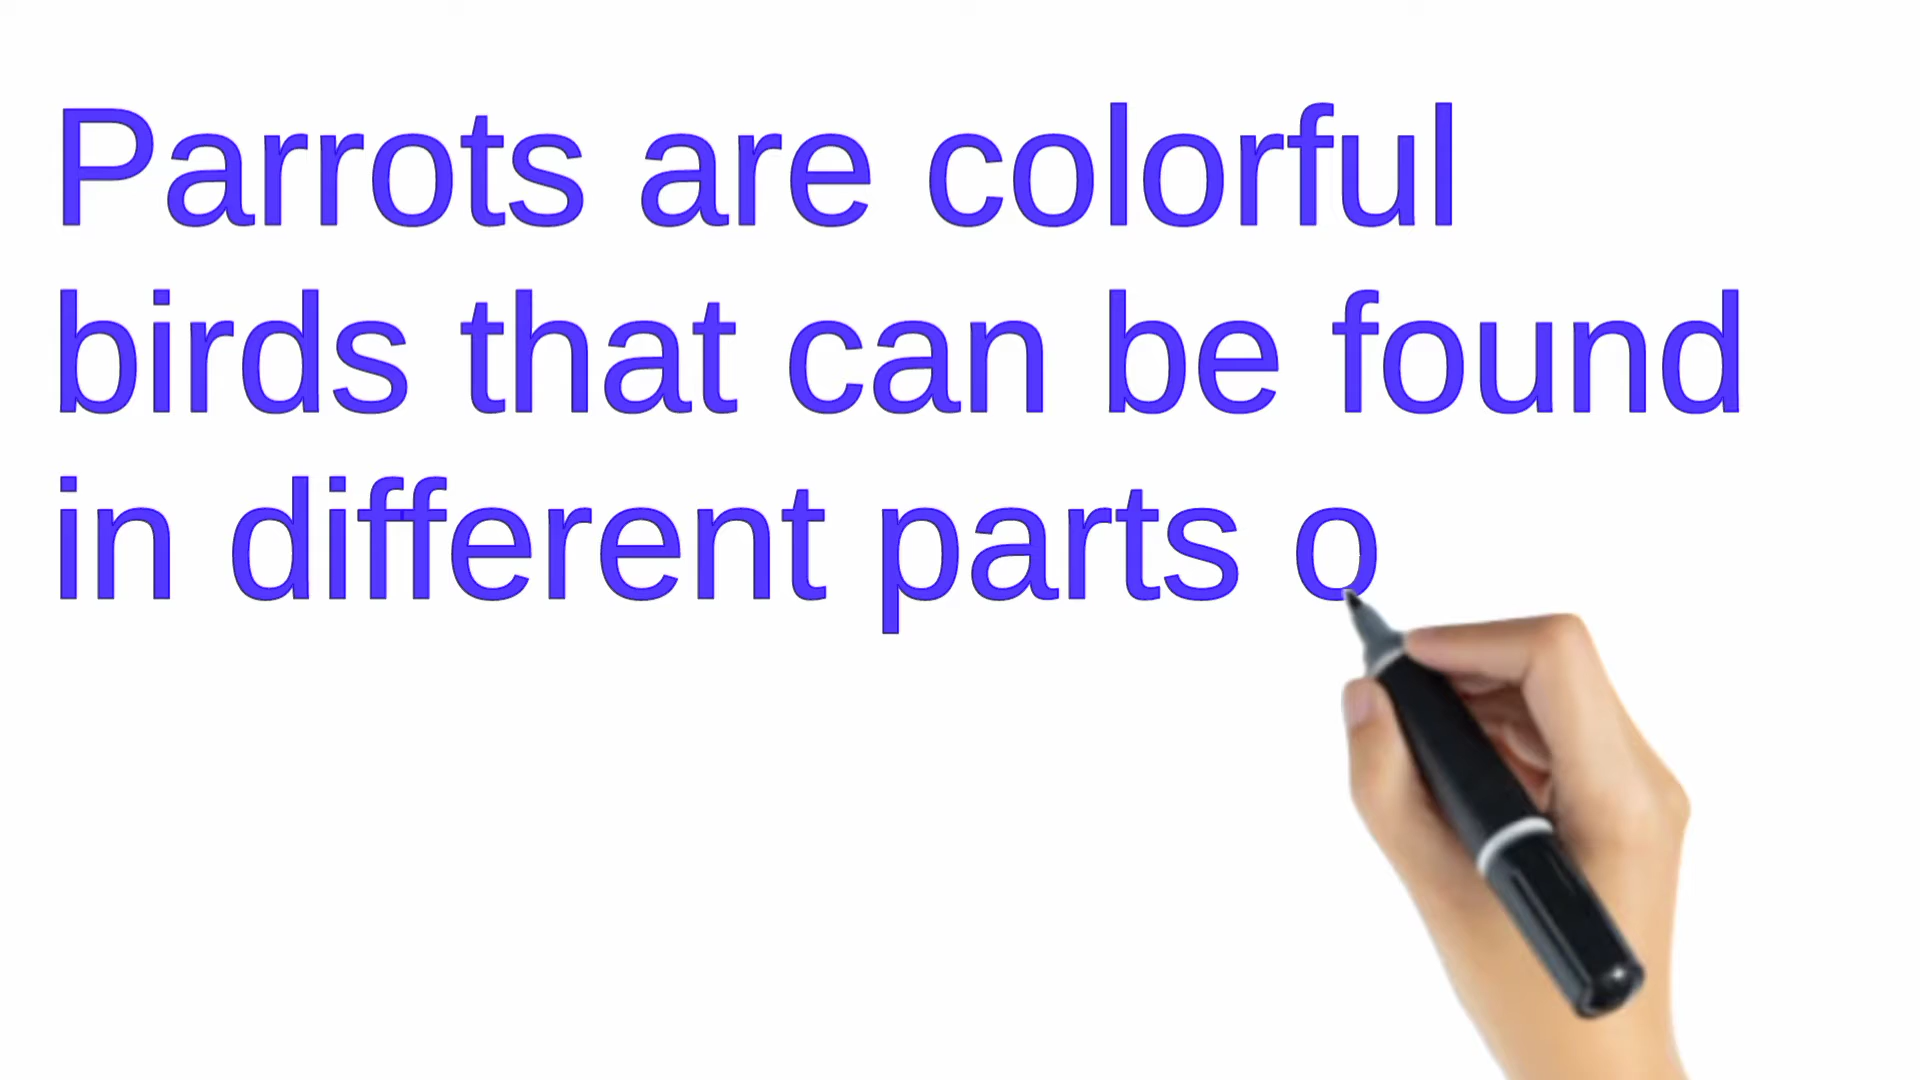 Parrots are colorful
birds that can be found
in different parts o